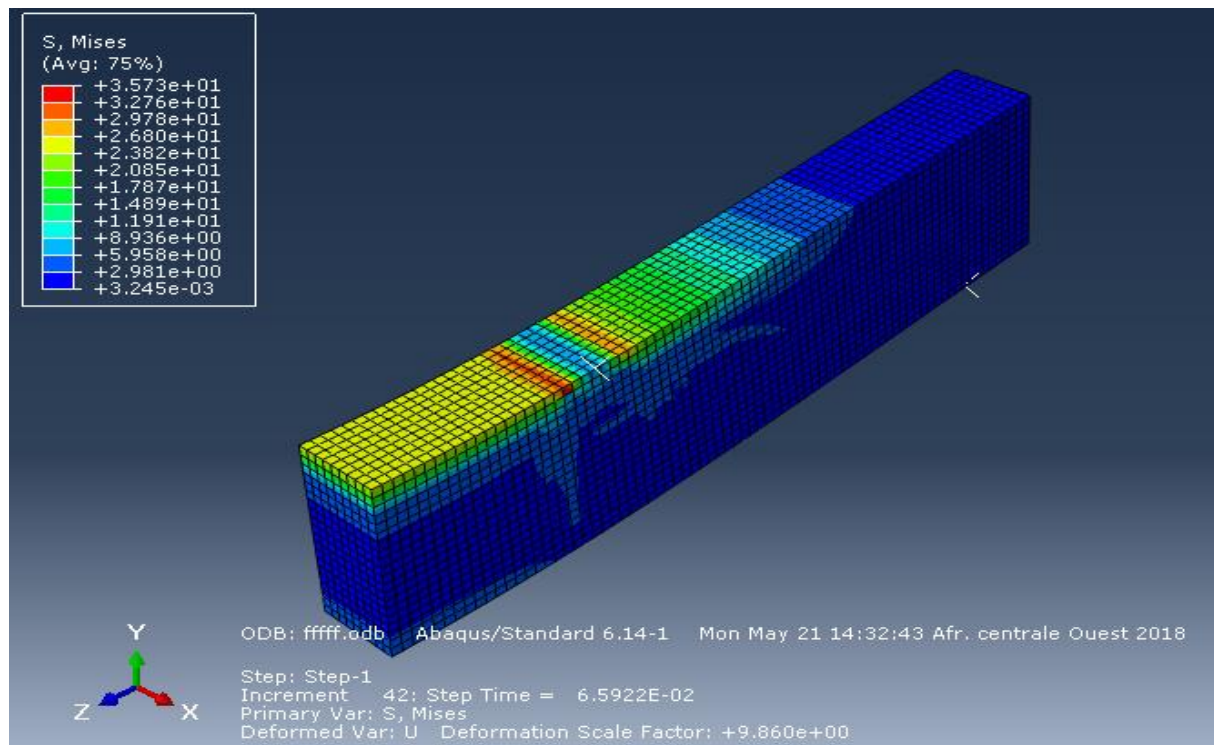 S, Mises
(Avg: 75%)
+3.573e+01
+3.276e+01
+2.978e+01
+2.680e+01
+2.382e+01
+2.085e+01
+1.787e+01
+1.489e+01
+1.191e+01
+8.936e+00
+5.958e+00
+2.981e+00
+3.245e-03
Y
Z
X
ODB: fffff.odb Abaqus/Standard 6.14-1 Mon May 21 14:32:43 Afr. centrale Ouest 2018
Step: Step-1
Increment 42: Step Time = 6.5922E-02
Primary Var: S, Mises
Deformed Var: U Deformation Scale Factor: +9.860e+00